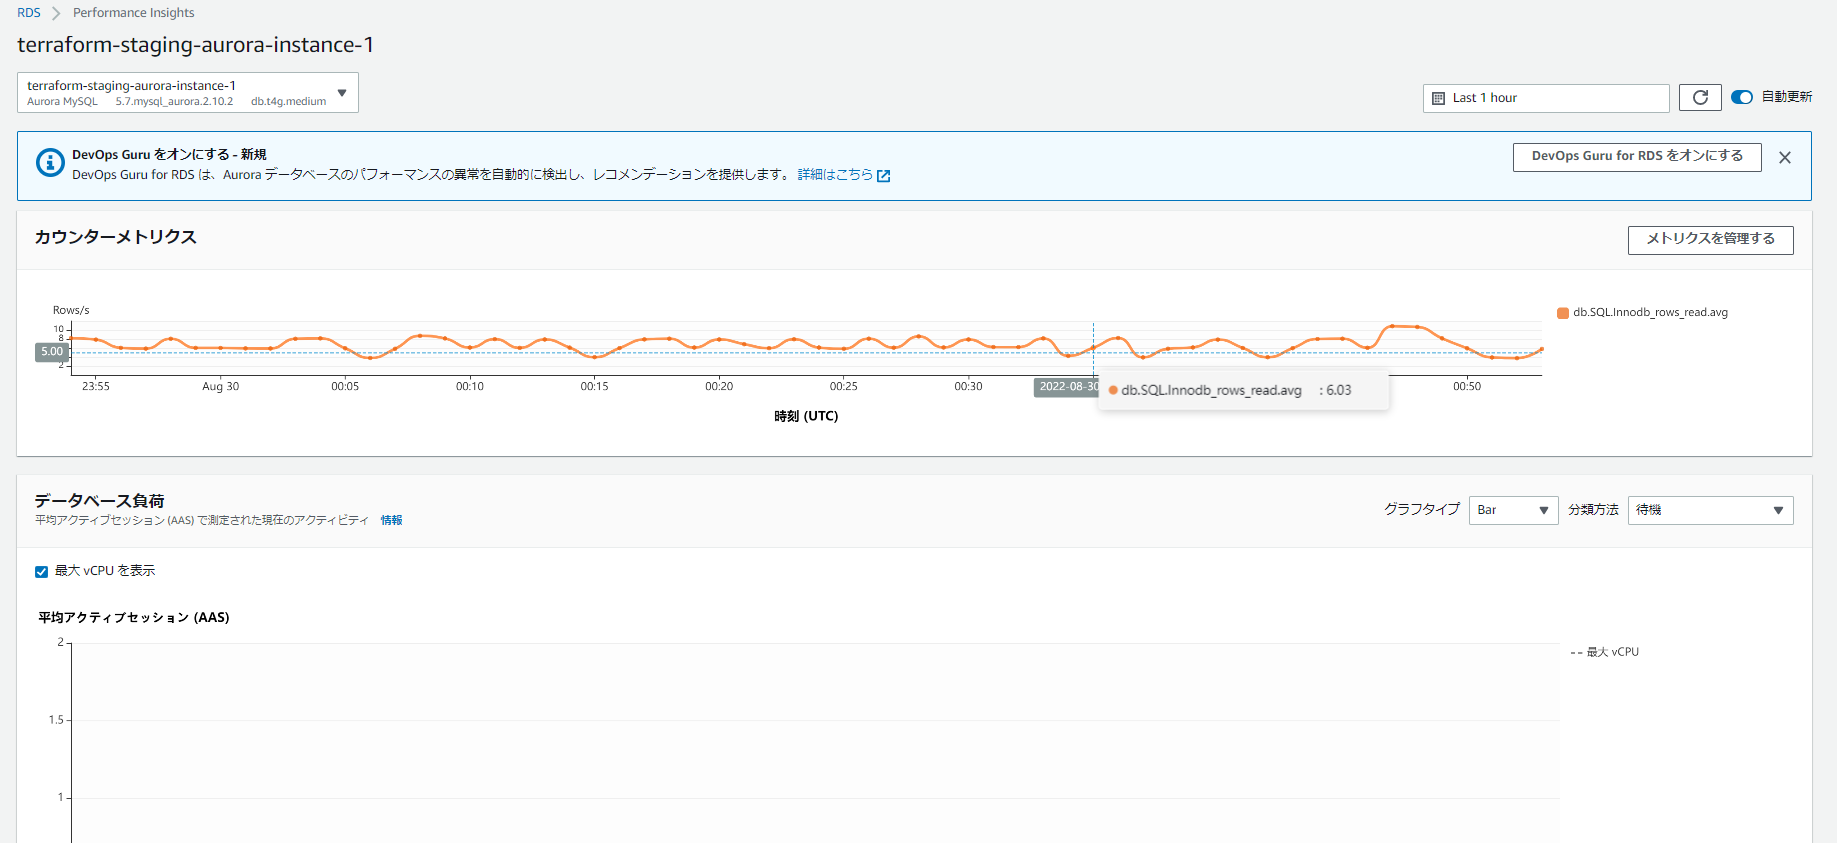 RDS > Performance Insights
terraform-staging-aurora-instance-1
terraform-staging-aurora-instance-1
Aurora MySQL 5.7.mysql_aurora.2.10.2 db.t4g.medium
Last 1 hour
自動更新
DevOps Guru をオンにする - 新規
DevOps Guru for RDS は、Aurora データベースのパフォーマンスの異常を自動的に検出し、レコメンデーションを提供します。 詳細はこちら
DevOps Guru for RDS をオンにする
カウンターメトリクス
メトリクスを管理する
Rows/s
10
8
5.00
2
db.SQL.Innodb_rows_read.avg
23:55 Aug 30 00:05 00:10 00:15 00:20 00:25 00:30 2022-08-30 00:50
db.SQL.Innodb_rows_read.avg : 6.03
時刻 (UTC)
データベース負荷
平均アクティブセッション (AAS) で測定された現在のアクティビティ 情報
グラフタイプ Bar 分類方法 待機
最大 vCPU を表示
平均アクティブセッション (AAS)
2
1.5
1
-- 最大 vCPU